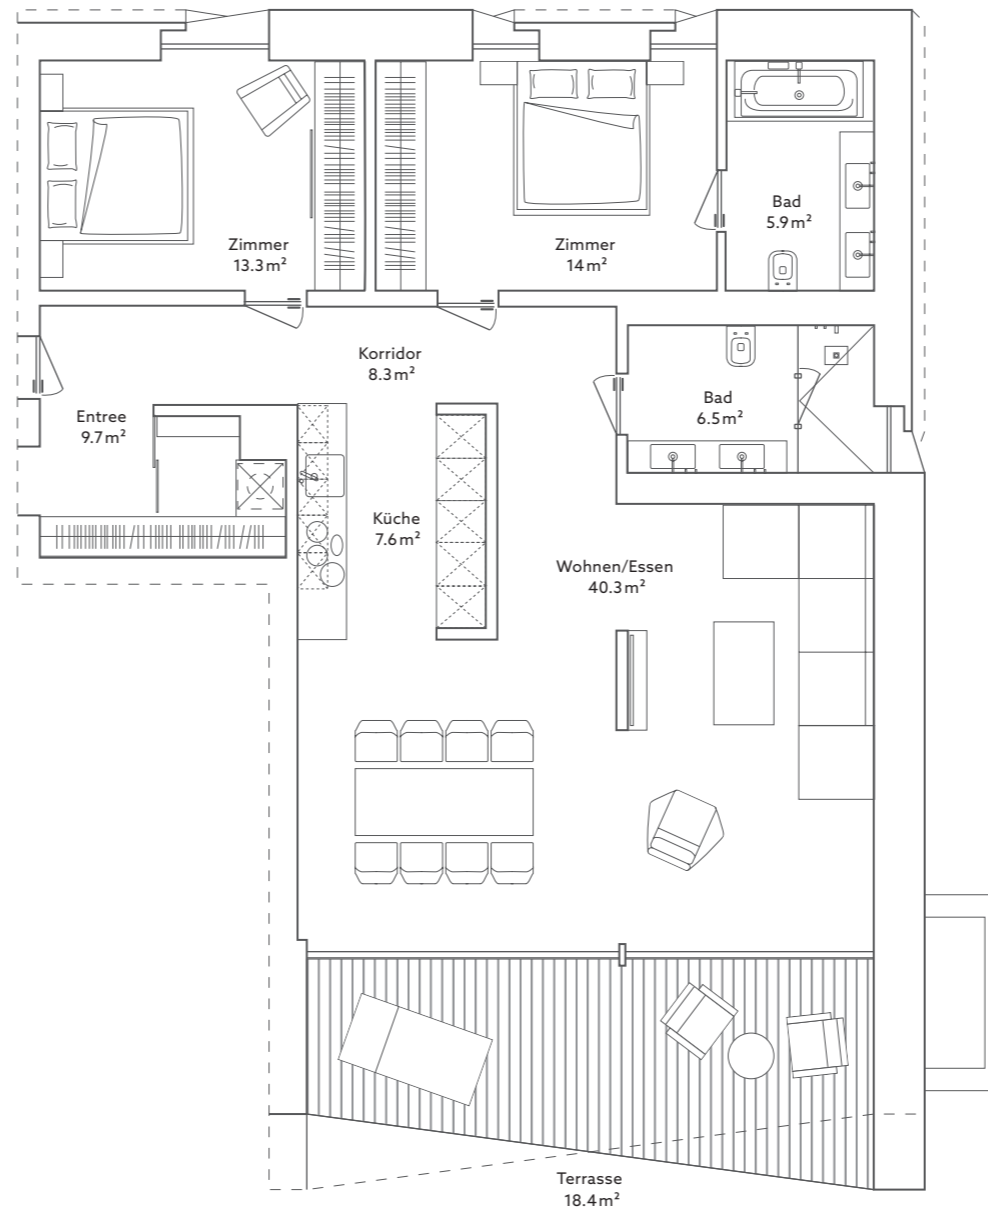 Zimmer
13.3 m²
Zimmer
14 m²
Bad
5.9 m²
Korridor
8.3 m²
Bad
6.5 m²
Entree
9.7 m²
Küche
7.6 m²
Wohnen/Essen
40.3 m²
Terrasse
18.4 m²